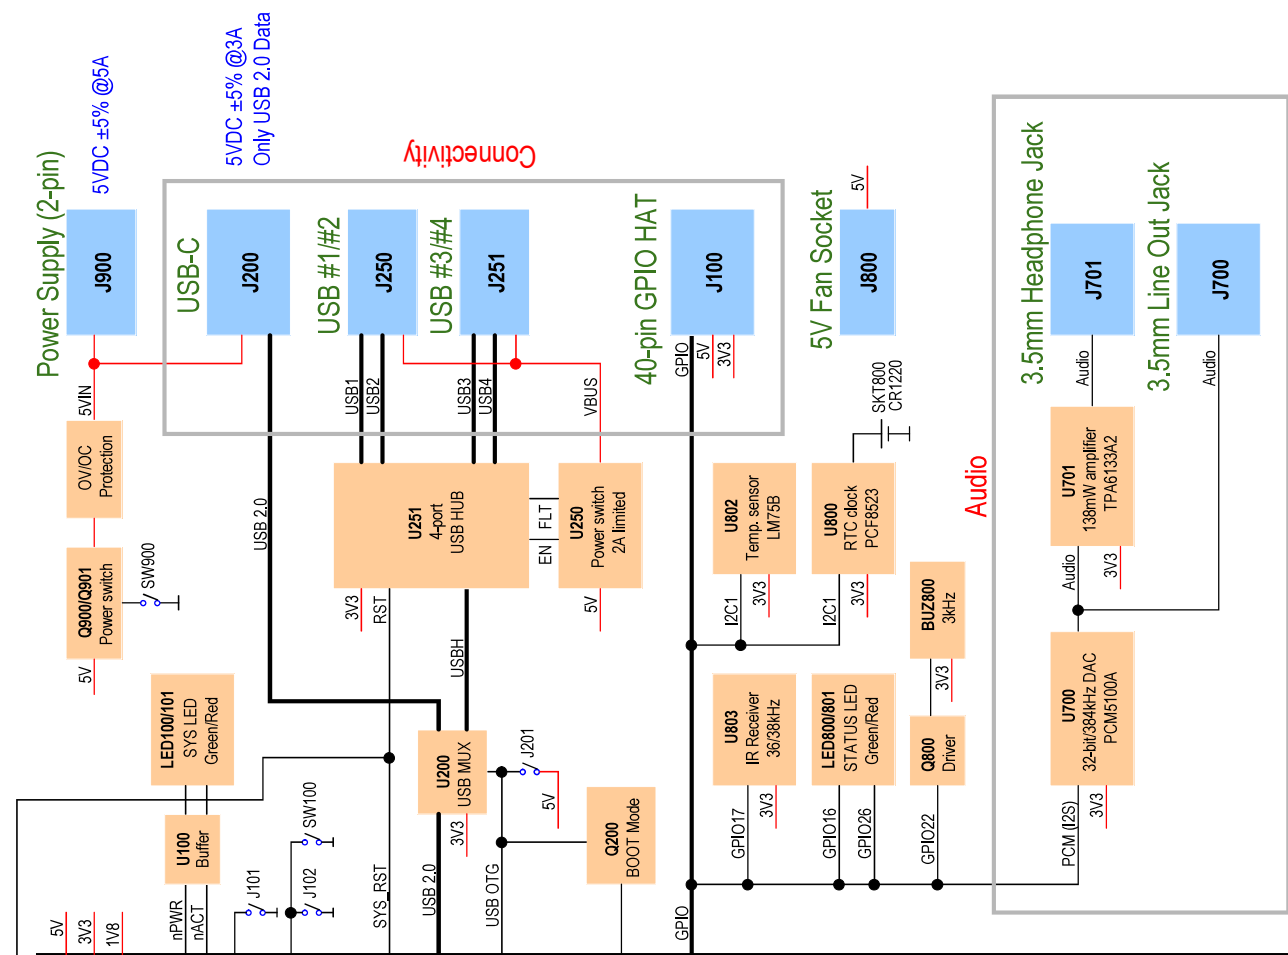 Power Supply (2-pin)
5VDC ±5% @5A
J900
5VIN
OV/OC
Protection
Q900/Q901
Power switch
SW900
5V
USB-C
5VDC ±5% @3A
Only USB 2.0 Data
J200
USB 2.0
Connectivity
USB #1/#2
J250
USB1
USB2
USB #3/#4
J251
USB3
USB4
VBUS
U251
4-port
USB HUB
3V3
RST
USBH
EN
FLT
U250
Power switch
2A limited
5V
40-pin GPIO HAT
J100
GPIO
5V
3V3
5V Fan Socket
J800
5V
SKT800
CR1220
U802
Temp. sensor
LM75B
I2C1
3V3
U800
RTC clock
PCF8523
I2C1
3V3
BUZ800
3kHz
3V3
U803
IR Receiver
36/38kHz
GPIO17
3V3
LED800/801
STATUS LED
Green/Red
GPIO16
GPIO26
Q800
Driver
GPIO22
Audio
3.5mm Headphone Jack
J701
Audio
3.5mm Line Out Jack
J700
Audio
U701
138mW amplifier
TPA6133A2
Audio
3V3
U700
32-bit/384kHz DAC
PCM5100A
PCM (I2S)
3V3
LED100/101
SYS LED
Green/Red
U100
Buffer
nPWR
nACT
5V
3V3
1V8
J101
J102
SW100
SYS_RST
U200
USB MUX
USB 2.0
3V3
USB OTG
J201
5V
Q200
BOOT Mode
GPIO